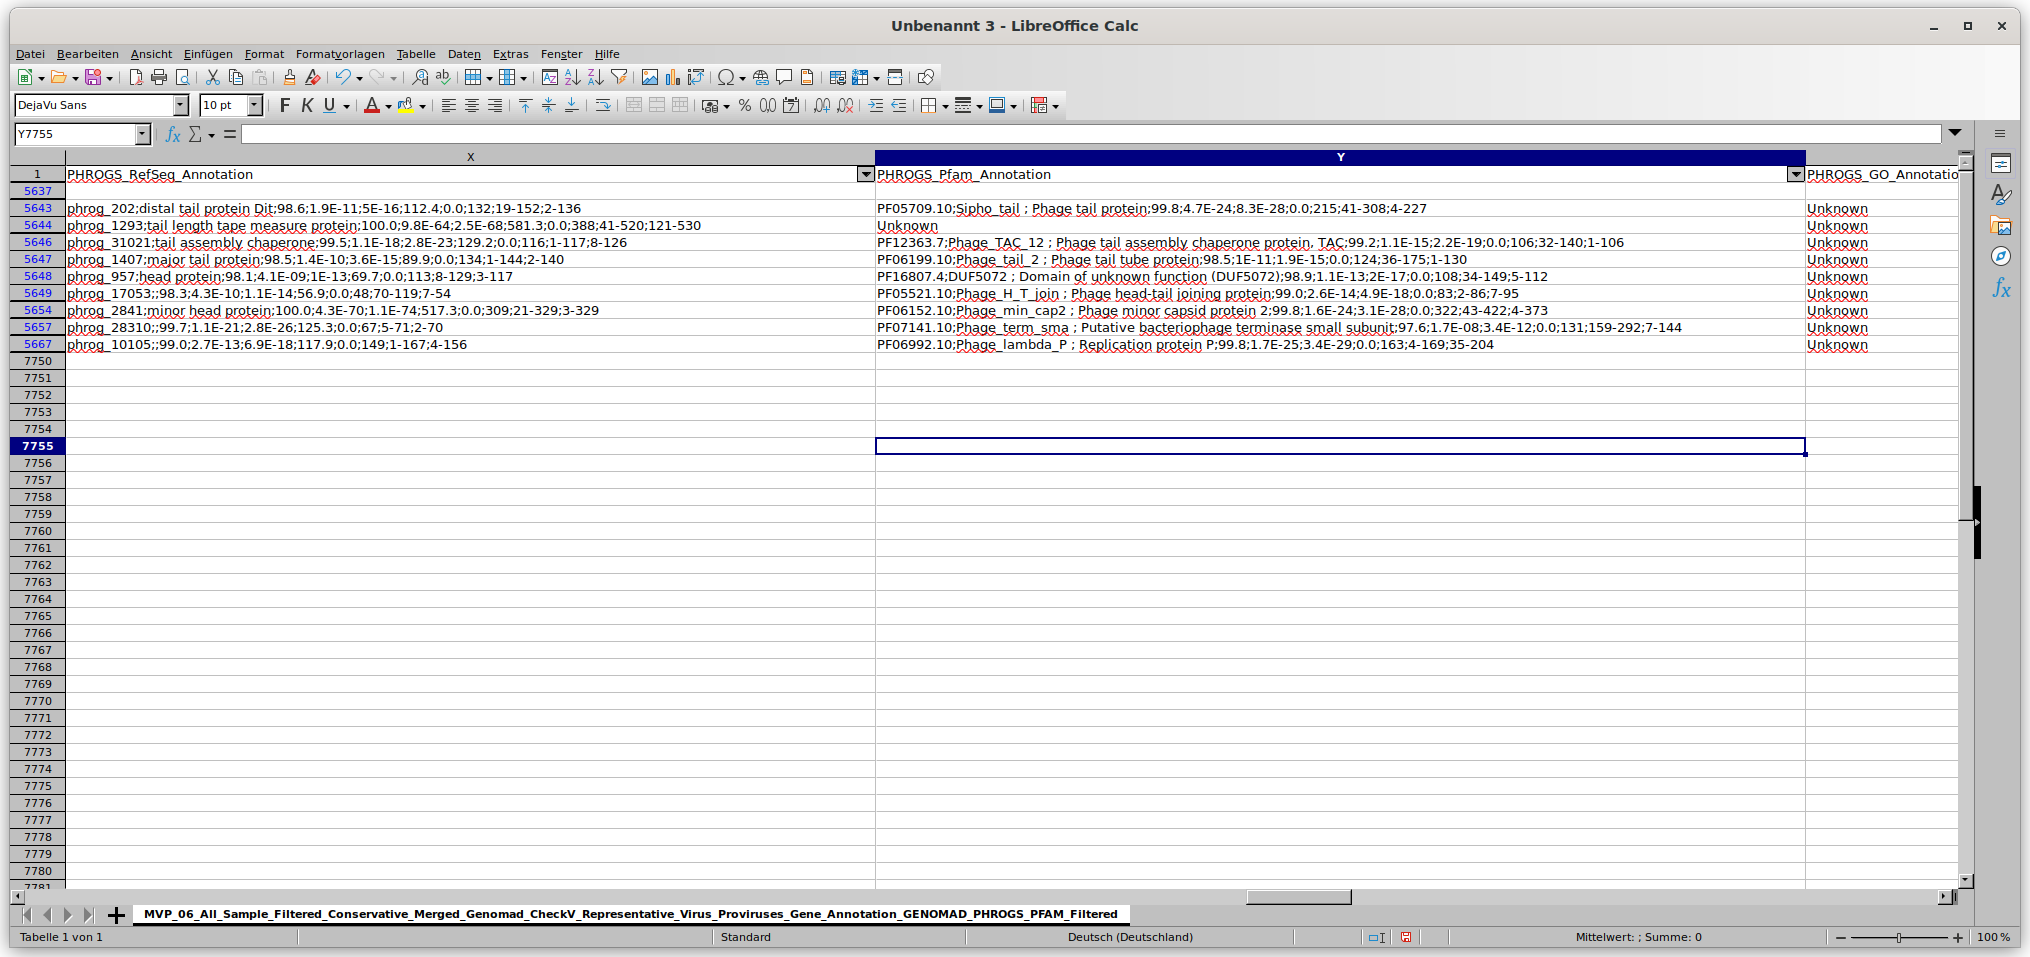 Unbenannt 3 - LibreOffice Calc
Datei Bearbeiten Ansicht Einfügen Format Formatvorlagen Tabelle Daten Extras Fenster Hilfe
DejaVu Sans 10 pt F K U
Y7755
X Y
1 PHROGS_RefSeq_Annotation PHROGS_Pfam_Annotation PHROGS_GO_Annotatio
5637
5643 phrog_202;distal tail protein Dit;98.6;1.9E-11;5E-16;112.4;0.0;132;19-152;2-136 PF05709.10;Sipho_tail ; Phage tail protein;99.8;4.7E-24;8.3E-28;0.0;215;41-308;4-227 Unknown
5644 phrog_1293;tail length tape measure protein;100.0;9.8E-64;2.5E-68;581.3;0.0;388;41-520;121-530 Unknown Unknown
5646 phrog_31021;tail assembly chaperone;99.5;1.1E-18;2.8E-23;129.2;0.0;116;1-117;8-126 PF12363.7;Phage_TAC_12 ; Phage tail assembly chaperone protein, TAC;99.2;1.1E-15;2.2E-19;0.0;106;32-140;1-106 Unknown
5647 phrog_1407;major tail protein;98.5;1.4E-10;3.6E-15;89.9;0.0;134;1-144;2-140 PF06199.10;Phage_tail_2 ; Phage tail tube protein;98.5;1E-11;1.9E-15;0.0;124;36-175;1-130 Unknown
5648 phrog_957;head protein;98.1;4.1E-09;1E-13;69.7;0.0;113;8-129;3-117 PF16807.4;DUF5072 ; Domain of unknown function (DUF5072);98.9;1.1E-13;2E-17;0.0;108;34-149;5-112 Unknown
5649 phrog_17053;;98.3;4.3E-10;1.1E-14;56.9;0.0;48;70-119;7-54 PF05521.10;Phage_H_T_join ; Phage head-tail joining protein;99.0;2.6E-14;4.9E-18;0.0;83;2-86;7-95 Unknown
5654 phrog_2841;minor head protein;100.0;4.3E-70;1.1E-74;517.3;0.0;309;21-329;3-329 PF06152.10;Phage_min_cap2 ; Phage minor capsid protein 2;99.8;1.6E-24;3.1E-28;0.0;322;43-422;4-373 Unknown
5657 phrog_28310;;99.7;1.1E-21;2.8E-26;125.3;0.0;67;5-71;2-70 PF07141.10;Phage_term_sma ; Putative bacteriophage terminase small subunit;97.6;1.7E-08;3.4E-12;0.0;131;159-292;7-144 Unknown
5667 phrog_10105;;99.0;2.7E-13;6.9E-18;117.9;0.0;149;1-167;4-156 PF06992.10;Phage_lambda_P ; Replication protein P;99.8;1.7E-25;3.4E-29;0.0;163;4-169;35-204 Unknown
7750
7751
7752
7753
7754
7755
7756
7757
7758
7759
7760
7761
7762
7763
7764
7765
7766
7767
7768
7769
7770
7771
7772
7773
7774
7775
7776
7777
7778
7779
7780
7781
MVP_06_All_Sample_Filtered_Conservative_Merged_Genomad_CheckV_Representative_Virus_Proviruses_Gene_Annotation_GENOMAD_PHROGS_PFAM_Filtered
Tabelle 1 von 1 Standard Deutsch (Deutschland) Mittelwert: ; Summe: 0 100 %